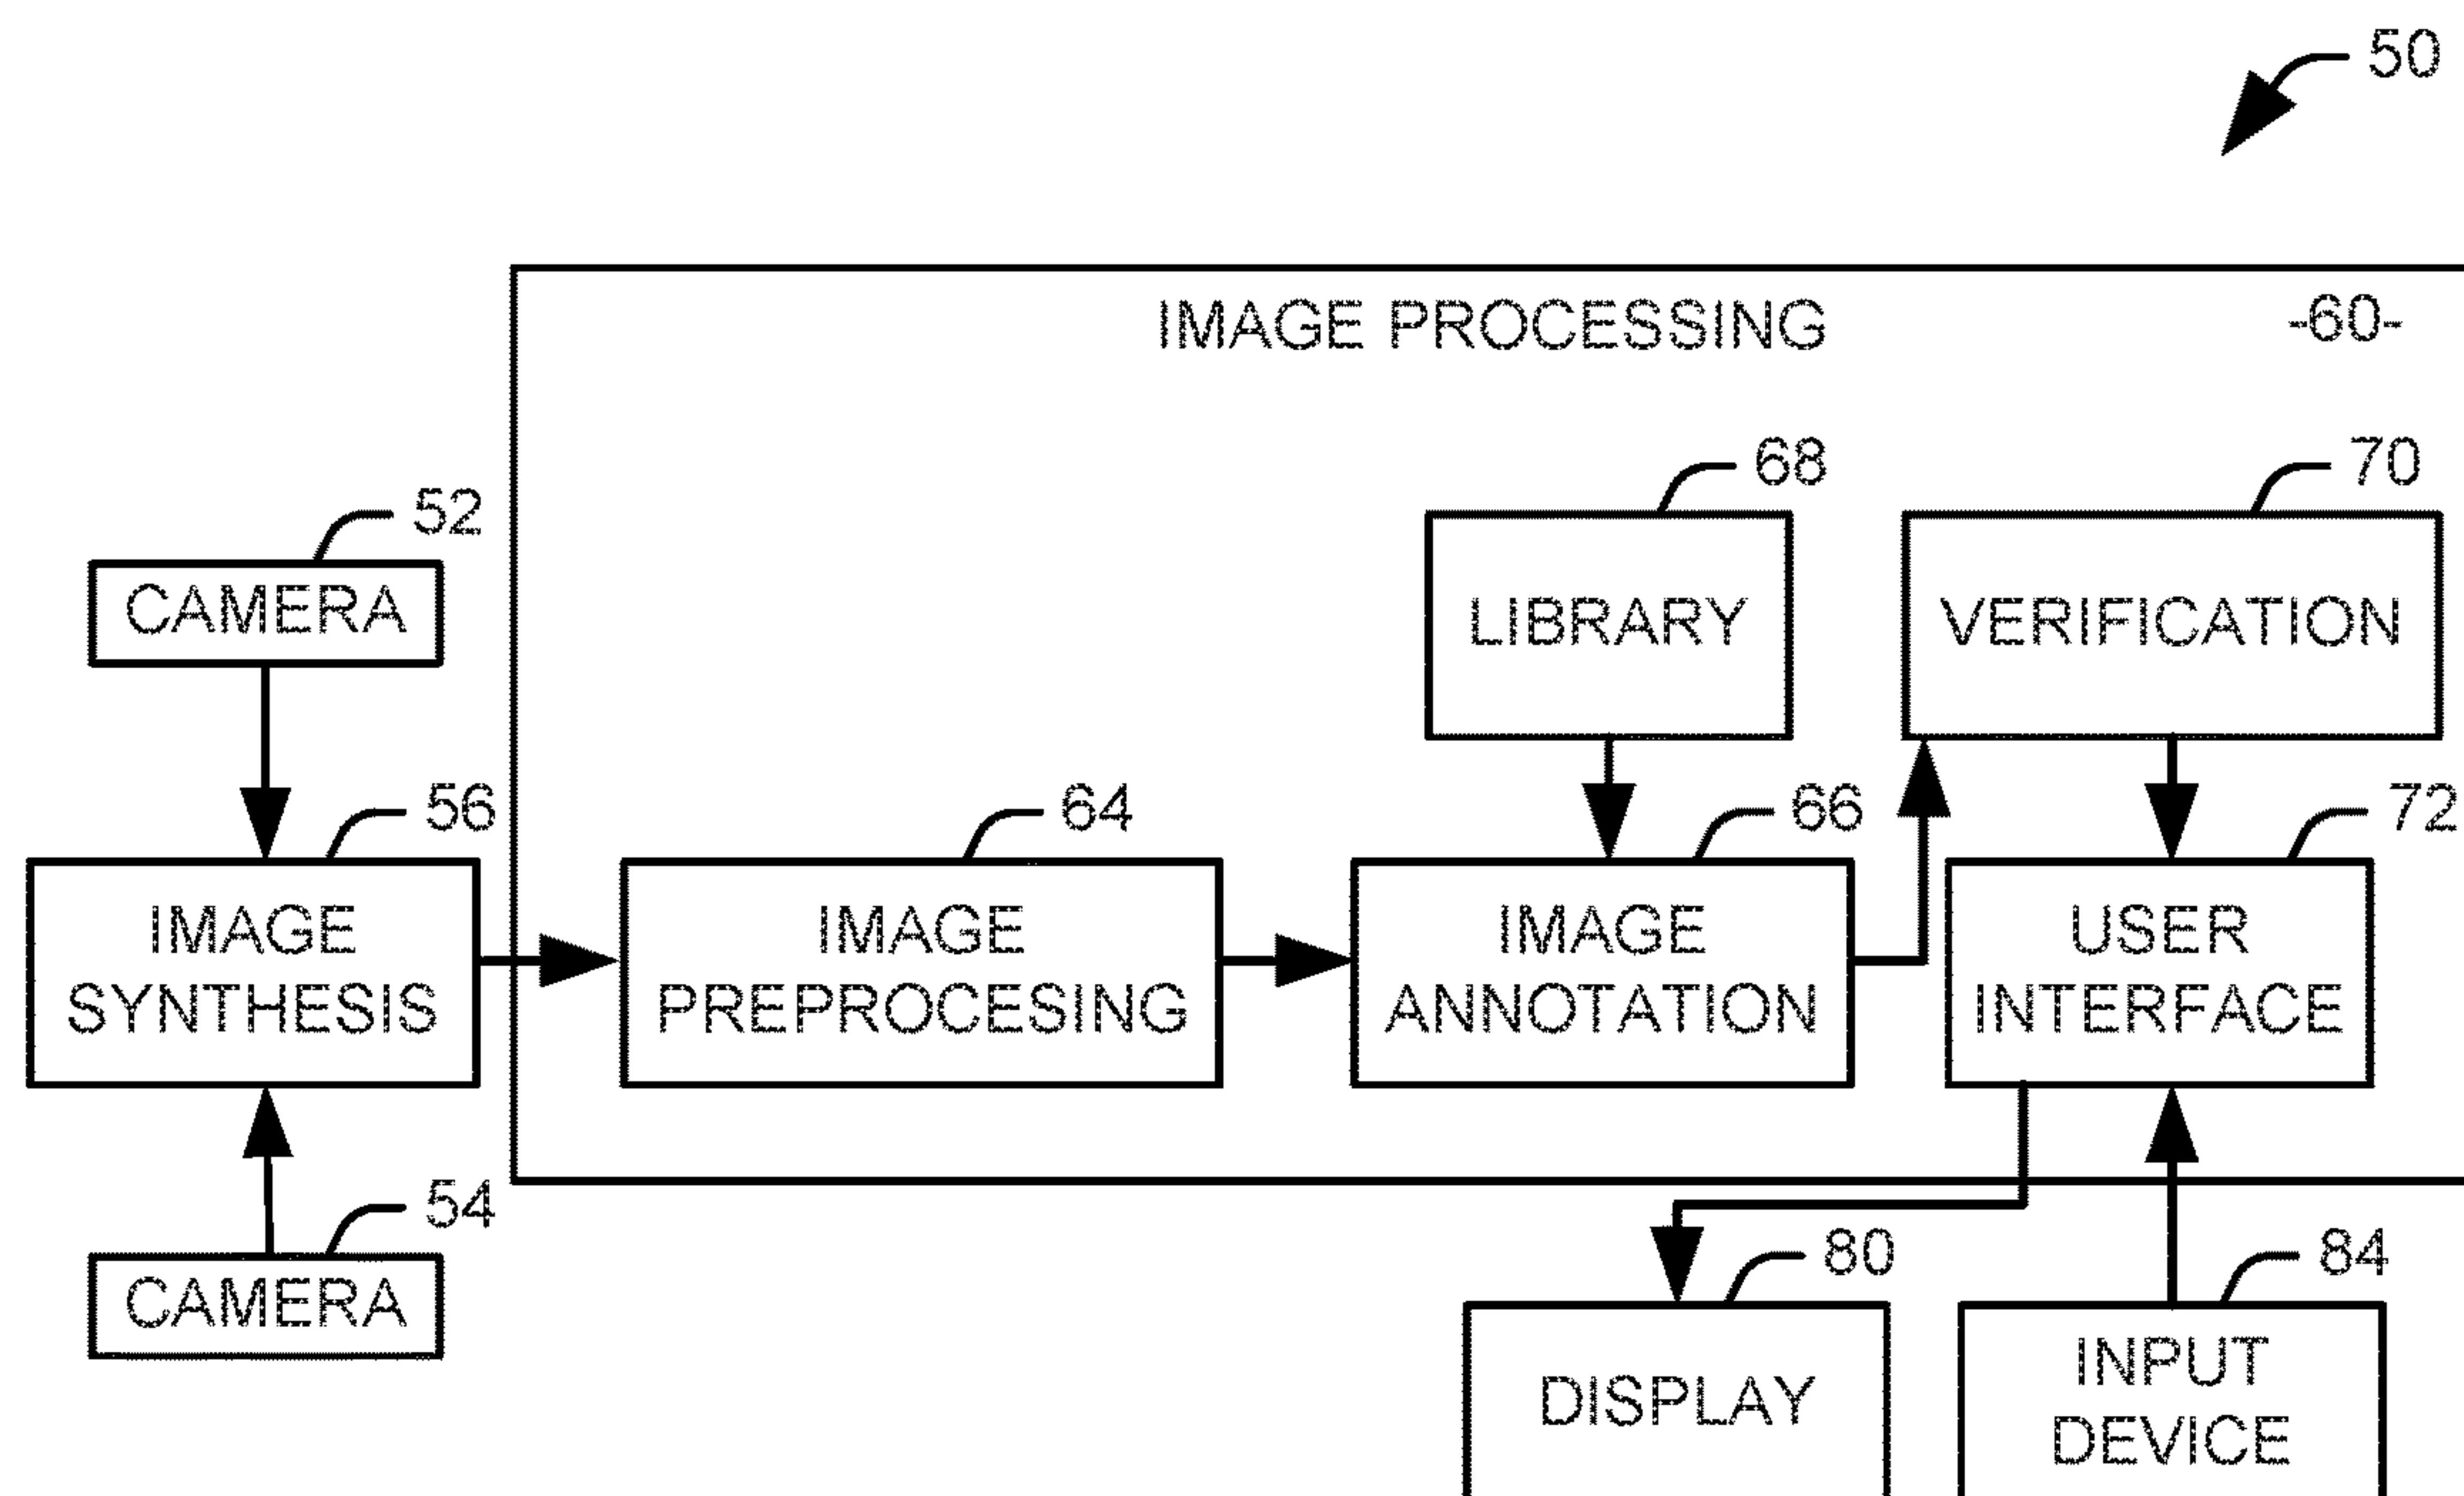 50
IMAGE PROCESSING
-60-
68
70
52
LIBRARY
VERIFICATION
CAMERA
56
64
66
72
IMAGE
SYNTHESIS
IMAGE
PREPROCESING
IMAGE
ANNOTATION
USER
INTERFACE
54
80
84
CAMERA
DISPLAY
INPUT
DEVICE